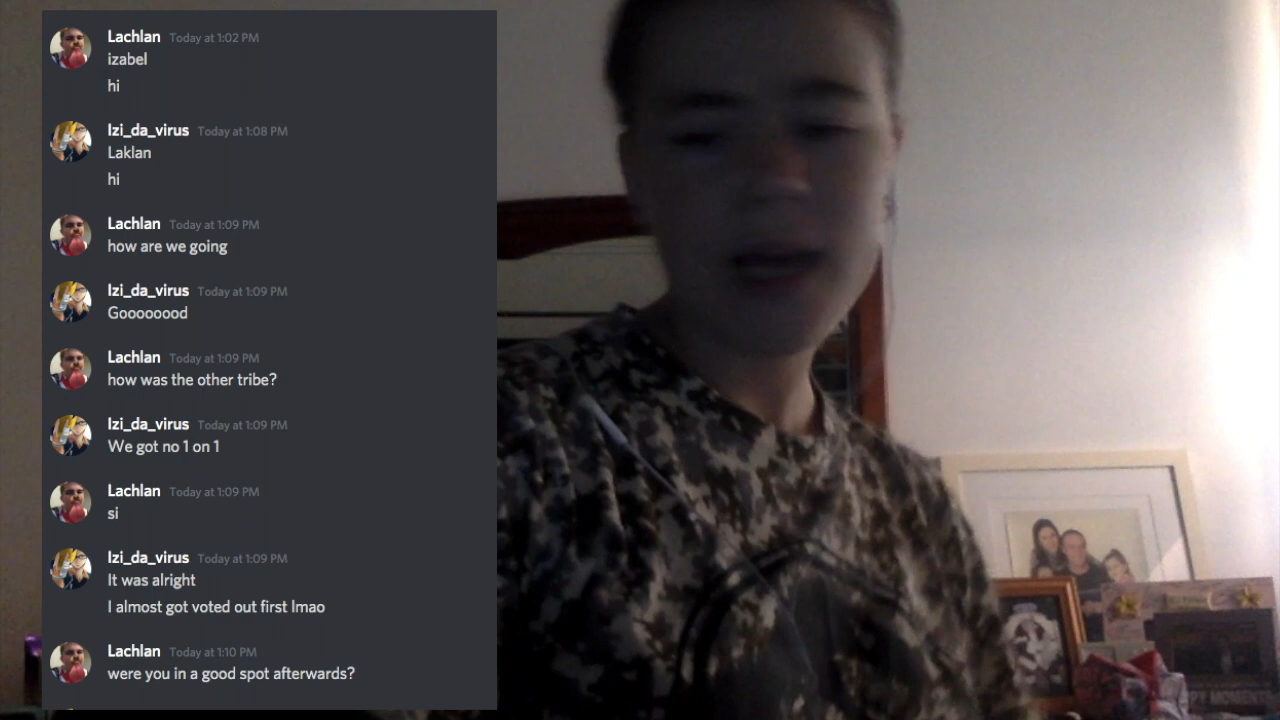 Lachlan Today at 1:02 PM
izabel
hi
Izi_da_virus Today at 1:08 PM
Laklan
hi
Lachlan Today at 1:09 PM
how are we going
Izi_da_virus Today at 1:09 PM
Goooooood
Lachlan Today at 1:09 PM
how was the other tribe?
Izi_da_virus Today at 1:09 PM
We got no 1 on 1
Lachlan Today at 1:09 PM
si
Izi_da_virus Today at 1:09 PM
It was alright
I almost got voted out first lmao
Lachlan Today at 1:10 PM
were you in a good spot afterwards?
MOMENTS